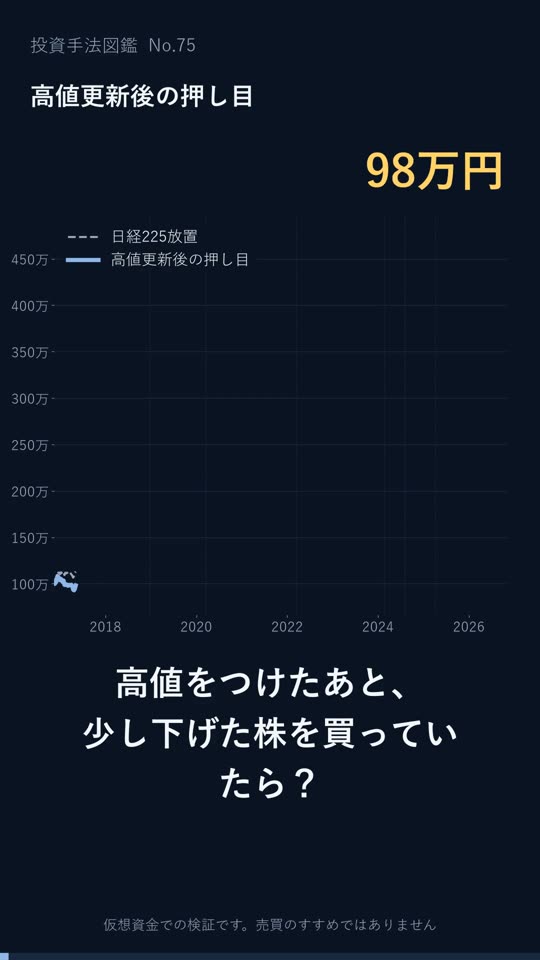 投資手法図鑑 No.75
高値更新後の押し目
98万円
日経225放置
高値更新後の押し目
450万
400万
350万
300万
250万
200万
150万
100万
2018 2020 2022 2024 2026
高値をつけたあと、
少し下げた株を買ってい
たら？
仮想資金での検証です。売買のすすめではありません